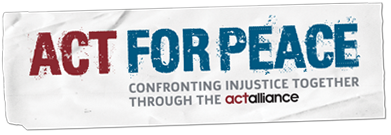 ACT FOR PEACE
CONFRONTING INJUSTICE TOGETHER
THROUGH THE actalliance